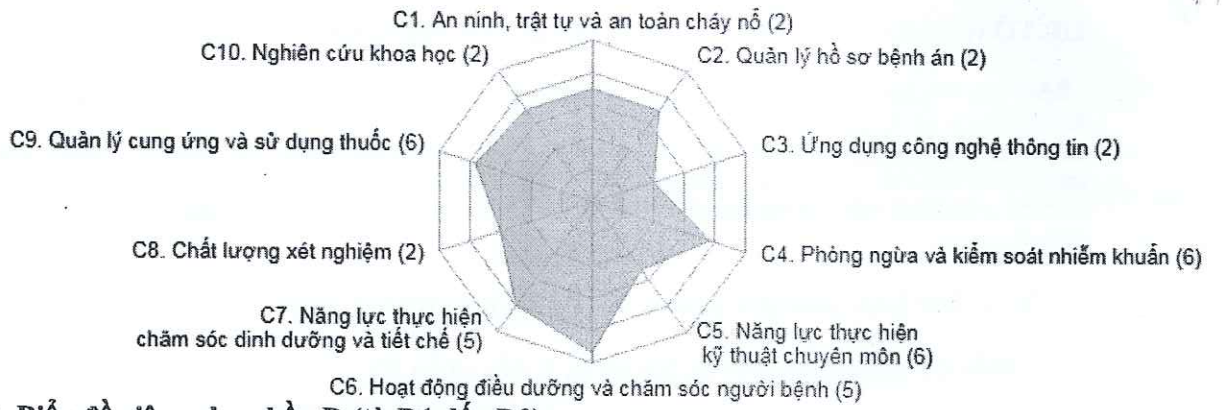 C1. An ninh, trật tự và an toàn cháy nổ (2)
C2. Quản lý hồ sơ bệnh án (2)
C3. Ứng dụng công nghệ thông tin (2)
C4. Phòng ngừa và kiểm soát nhiễm khuẩn (6)
C5. Năng lực thực hiện
kỹ thuật chuyên môn (6)
C6. Hoạt động điều dưỡng và chăm sóc người bệnh (5)
C7. Năng lực thực hiện
chăm sóc dinh dưỡng và tiết chế (5)
C8. Chất lượng xét nghiệm (2)
C9. Quản lý cung ứng và sử dụng thuốc (6)
C10. Nghiên cứu khoa học (2)